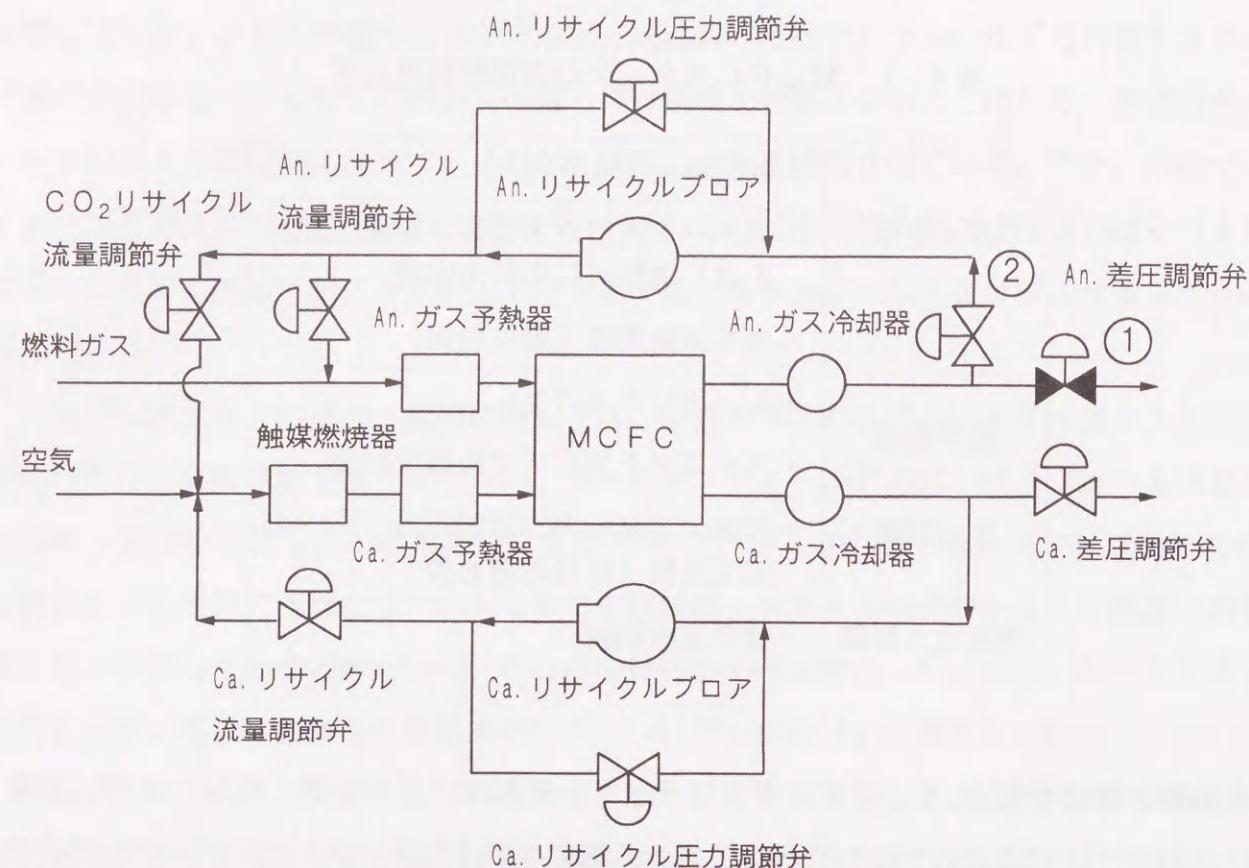 An.リサイクル圧力調節弁
An.リサイクル
流量調節弁
An.リサイクルブロア
CO₂リサイクル
流量調節弁
②
An.差圧調節弁
①
An.ガス予熱器
An.ガス冷却器
燃料ガス
触媒燃焼器
MCFC
空気
Ca.ガス予熱器
Ca.ガス冷却器
Ca.差圧調節弁
Ca.リサイクル
流量調節弁
Ca.リサイクルブロア
Ca.リサイクル圧力調節弁